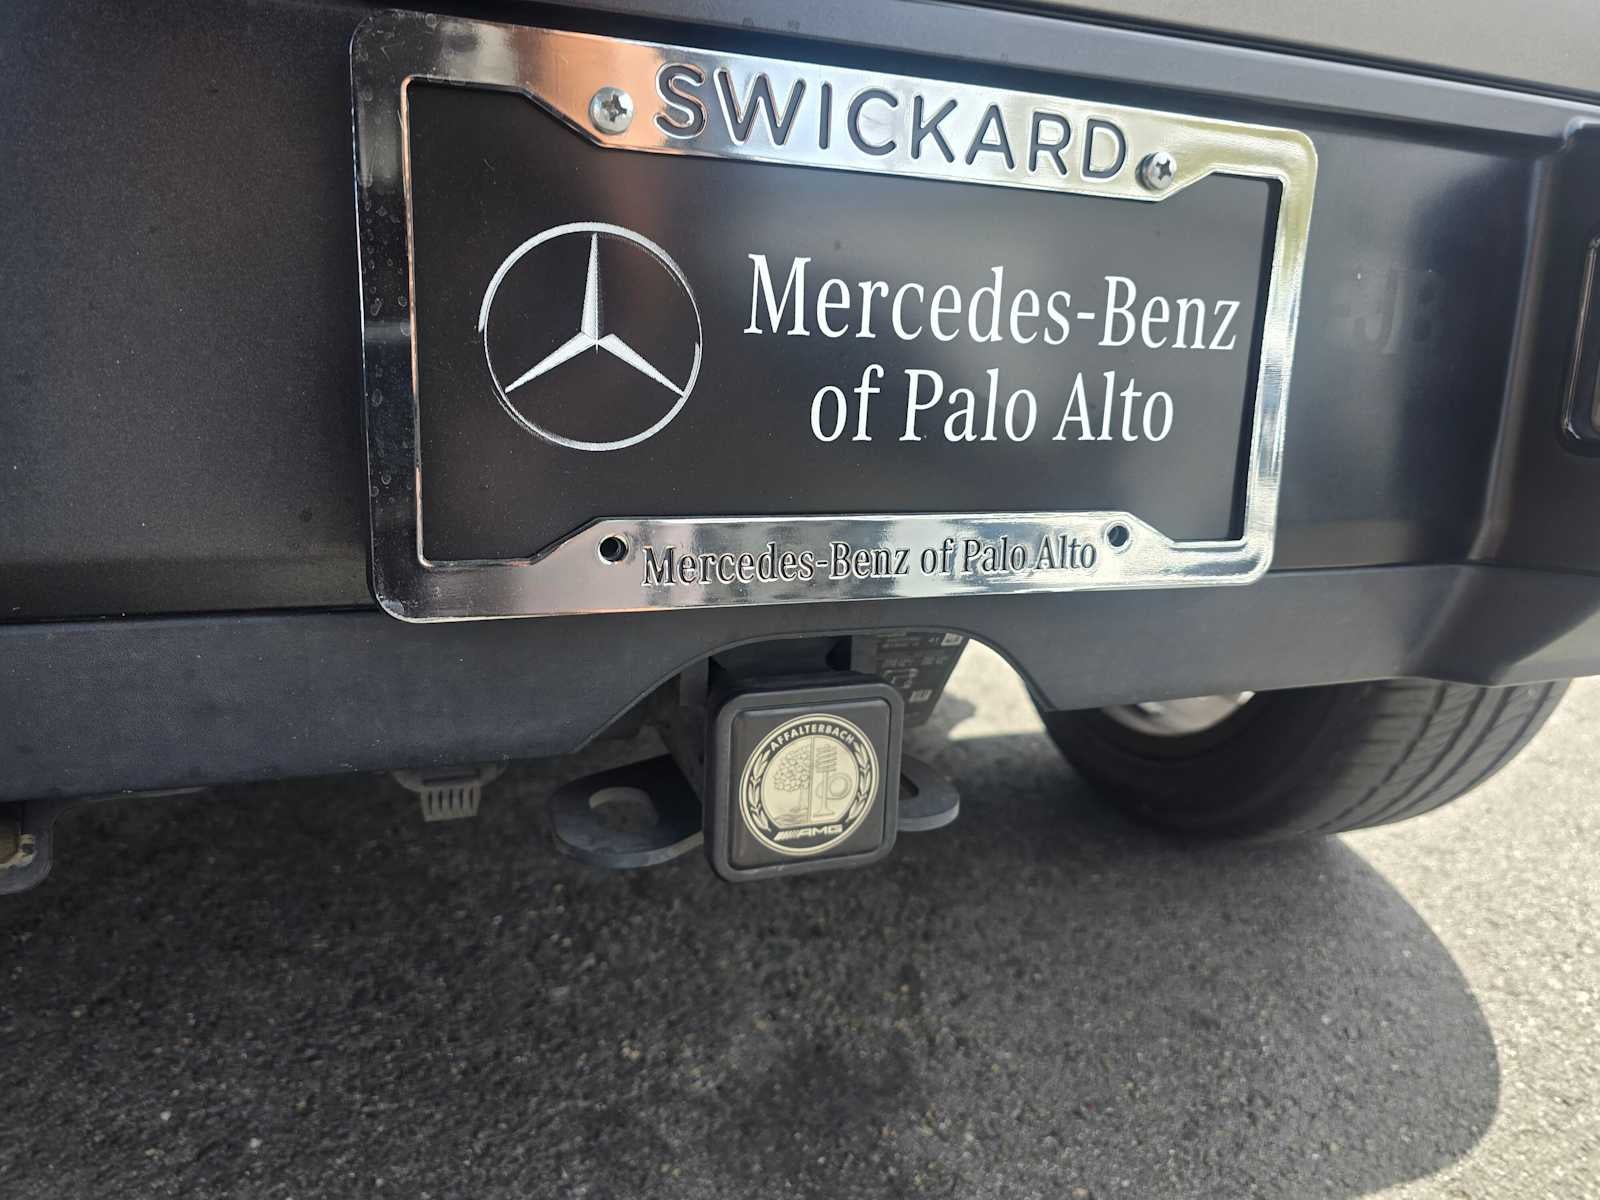 SWICKARD
Mercedes-Benz
of Palo Alto
Mercedes-Benz of Palo Alto
AFFALTERBACH
AMG